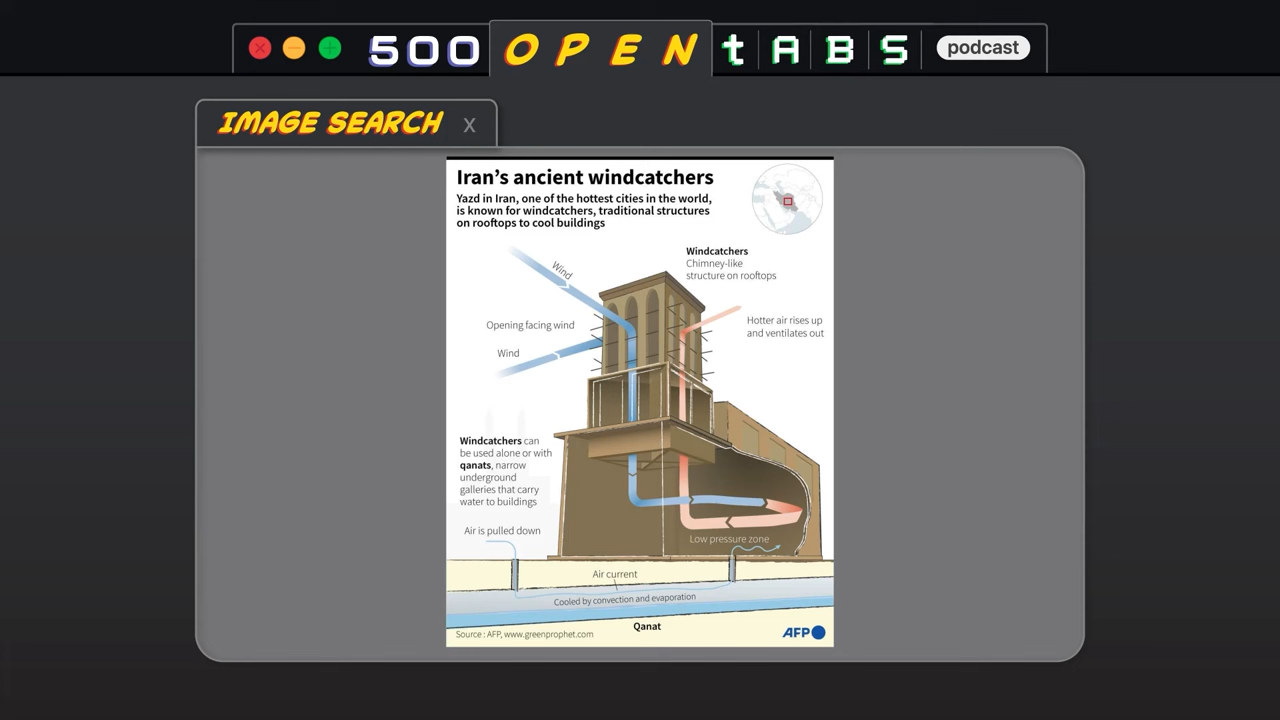 500 OPEN tABS podcast
IMAGE SEARCH X
Iran's ancient windcatchers
Yazd in Iran, one of the hottest cities in the world,
is known for windcatchers, traditional structures
on rooftops to cool buildings
Windcatchers
Chimney-like
structure on rooftops
Wind
Opening facing wind
Hotter air rises up
and ventilates out
Wind
Windcatchers can
be used alone or with
qanats, narrow
underground
galleries that carry
water to buildings
Air is pulled down
Low pressure zone
Air current
Cooled by convection and evaporation
Qanat
Source : AFP, www.greenprophet.com
AFP